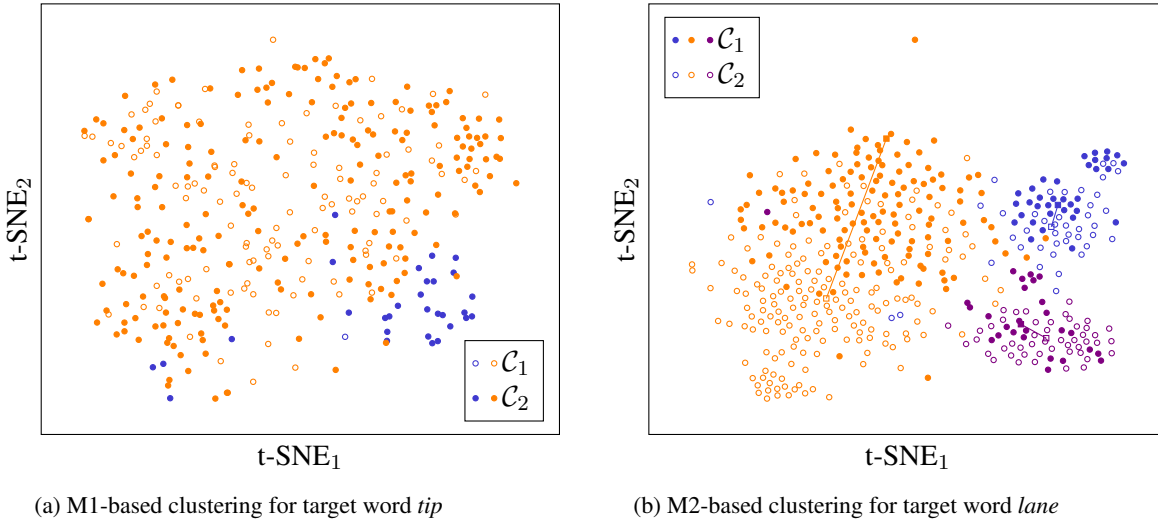 t-SNE₂
C₁
C₂
t-SNE₁
(a) M1-based clustering for target word tip
t-SNE₂
C₁
C₂
t-SNE₁
(b) M2-based clustering for target word lane